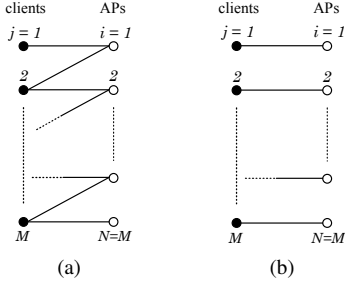 clients APs
j = 1 i = 1
2 2
M N=M
(a)
clients APs
j = 1 i = 1
2 2
M N=M
(b)